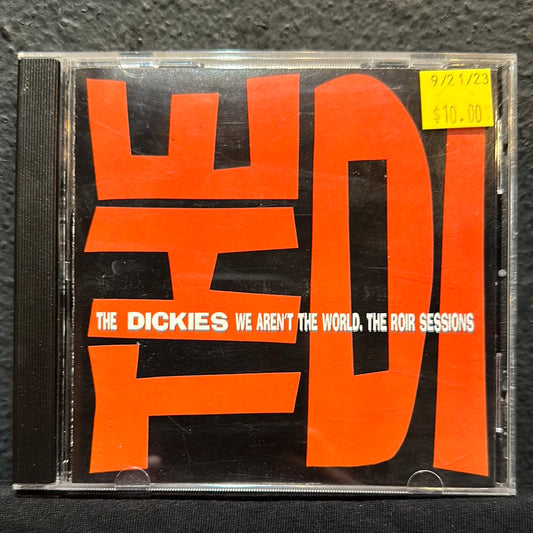 9/21/23
$10.00
THE
DI
THE DICKIES WE AREN'T THE WORLD. THE ROIR SESSIONS